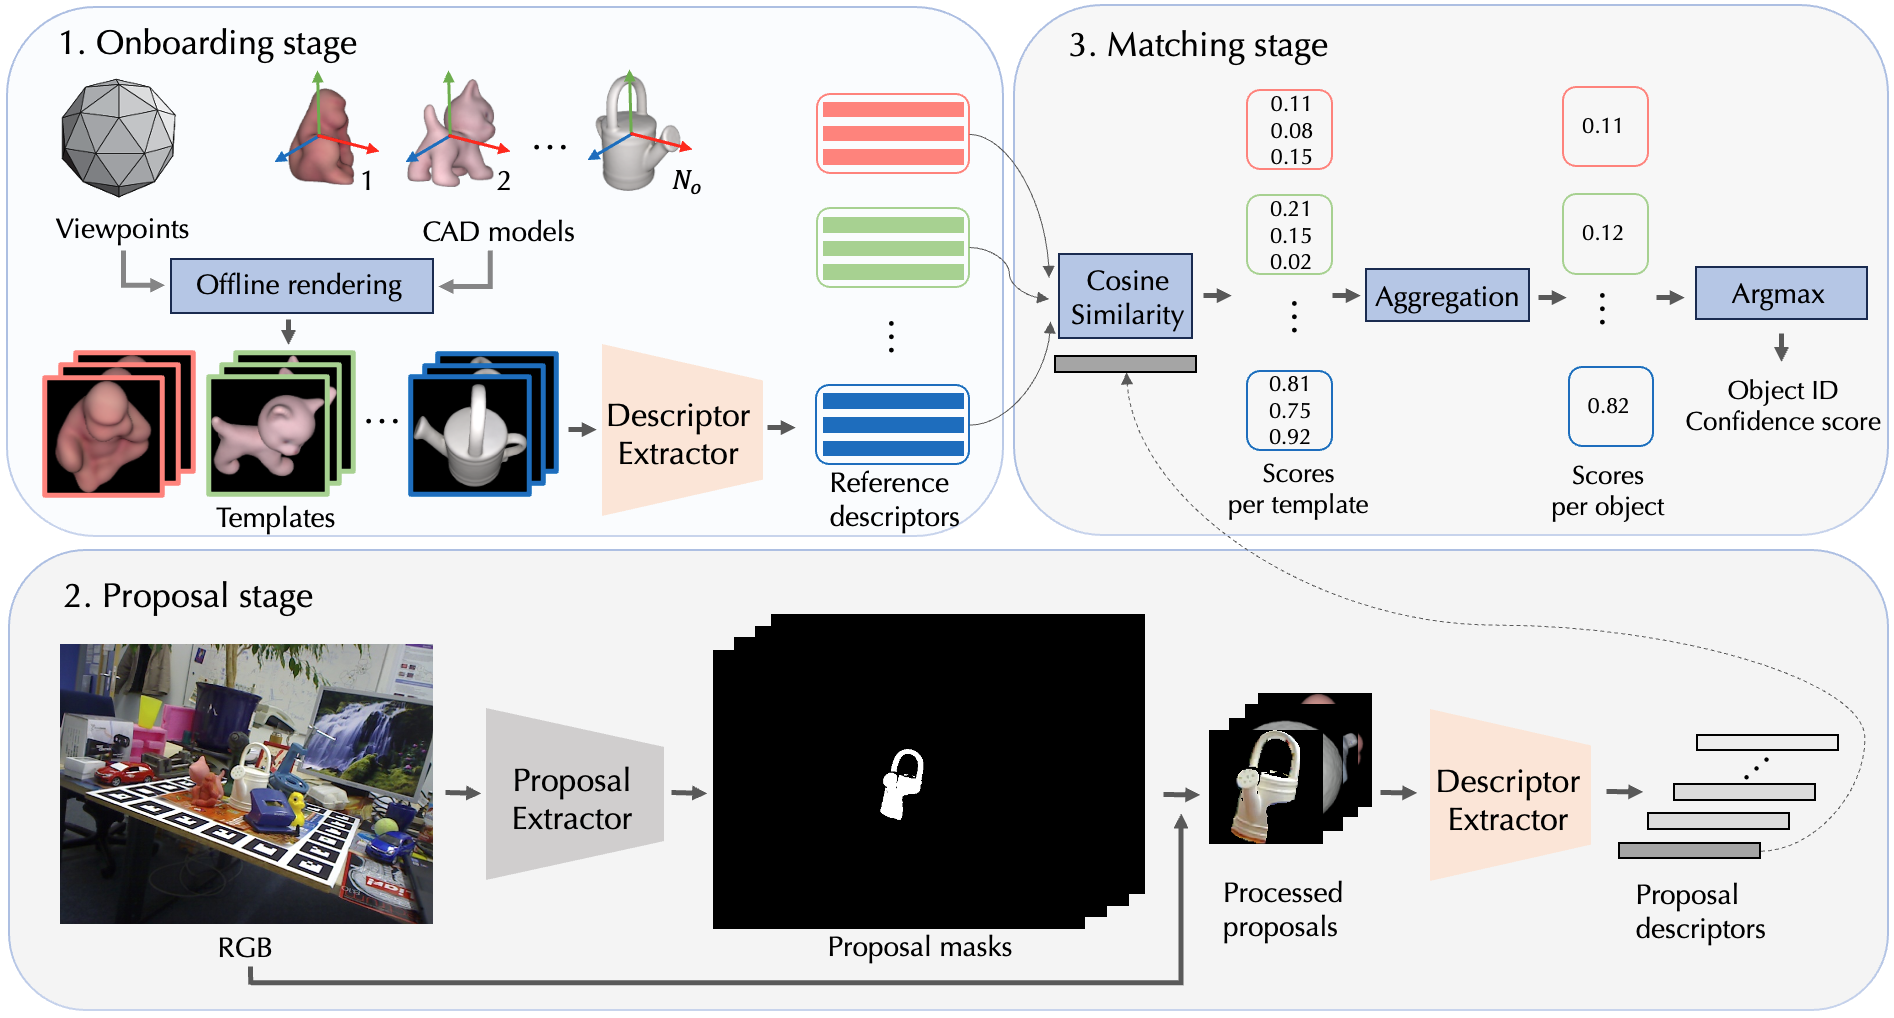 1. Onboarding stage
1
2
...
N_o
Viewpoints
CAD models
Offline rendering
...
Templates
Descriptor
Extractor
Reference
descriptors
3. Matching stage
Cosine
Similarity
0.11
0.08
0.15
0.21
0.15
0.02
0.81
0.75
0.92
Scores
per template
Aggregation
0.11
0.12
0.82
Scores
per object
Argmax
Object ID
Confidence score
2. Proposal stage
RGB
Proposal
Extractor
Proposal masks
Processed
proposals
Descriptor
Extractor
Proposal
descriptors